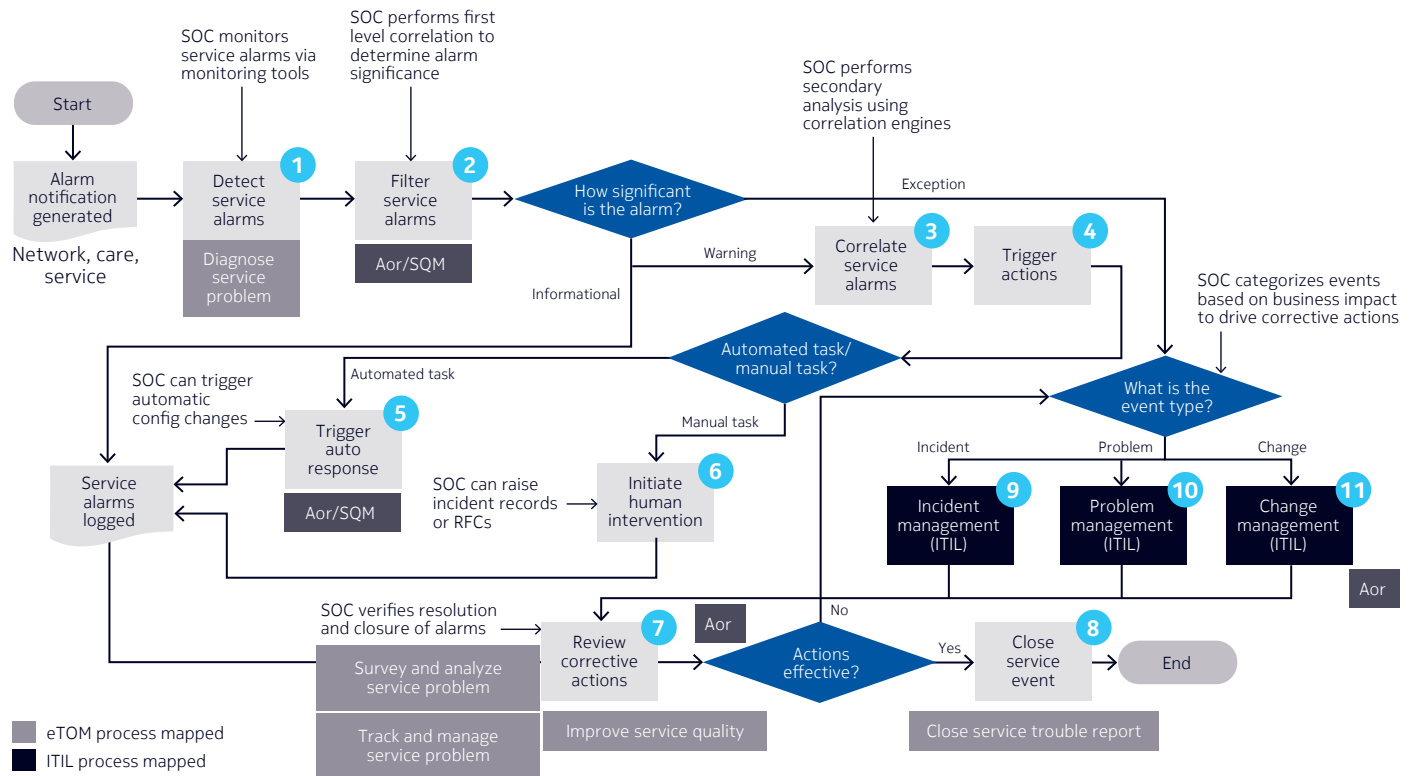 SOC performs first
level correlation to
determine alarm
significance
SOC monitors
service alarms via
monitoring tools
SOC performs
secondary
analysis using
correlation engines
Start
Alarm
notification
generated
Network, care,
service
1
Detect
service
alarms
Diagnose
service
problem
2
Filter
service
alarms
Aor/SQM
How significant
is the alarm?
Exception
Warning
Informational
3
Correlate
service
alarms
4
Trigger
actions
SOC categorizes events
based on business impact
to drive corrective actions
Automated task/
manual task?
Automated task
Manual task
What is the
event type?
SOC can trigger
automatic
config changes
5
Trigger
auto
response
Aor/SQM
Service
alarms
logged
SOC can raise
incident records
or RFCs
6
Initiate
human
intervention
Incident
Problem
Change
9
Incident
management
(ITIL)
10
Problem
management
(ITIL)
11
Change
management
(ITIL)
Aor
SOC verifies resolution
and closure of alarms
7
Review
corrective
actions
Aor
Survey and analyze
service problem
Track and manage
service problem
Improve service quality
No
Actions
effective?
Yes
8
Close
service
event
End
Close service trouble report
eTOM process mapped
ITIL process mapped